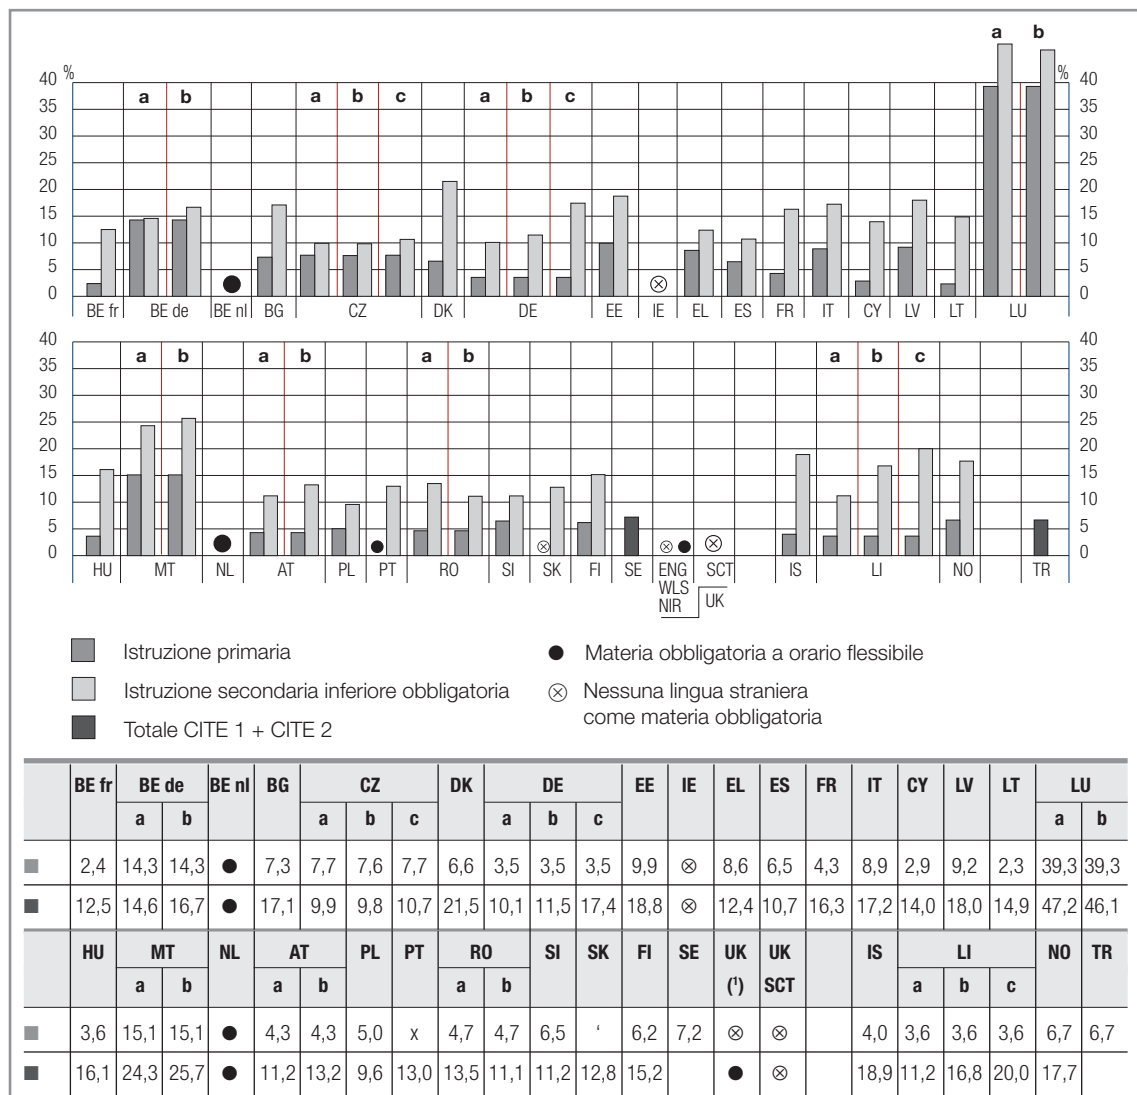 a b
40 % a b a b c a b c % 40
35 35
30 30
25 25
20 20
15 15
10 10
5 5
0 0
BE fr BE de BE nl BG CZ DK DE EE IE EL ES FR IT CY LV LT LU
40 a b a b a b a b c 40
35 35
30 30
25 25
20 20
15 15
10 10
5 5
0 0
HU MT NL AT PL PT RO SI SK FI SE ENG SCT IS LI NO TR
WLS
NIR UK
Istruzione primaria
● Materia obbligatoria a orario flessibile
Istruzione secondaria inferiore obbligatoria
⊗ Nessuna lingua straniera
come materia obbligatoria
Totale CITE 1 + CITE 2
BE fr BE de BE nl BG CZ DK DE EE IE EL ES FR IT CY LV LT LU
a b a b c a b c a b
2,4 14,3 14,3 ● 7,3 7,7 7,6 7,7 6,6 3,5 3,5 3,5 9,9 ⊗ 8,6 6,5 4,3 8,9 2,9 9,2 2,3 39,3 39,3
12,5 14,6 16,7 ● 17,1 9,9 9,8 10,7 21,5 10,1 11,5 17,4 18,8 ⊗ 12,4 10,7 16,3 17,2 14,0 18,0 14,9 47,2 46,1
HU MT NL AT PL PT RO SI SK FI SE UK UK IS LI NO TR
a b a b a b (¹) SCT a b c
3,6 15,1 15,1 ● 4,3 4,3 5,0 x 4,7 4,7 6,5 ‘ 6,2 7,2 ⊗ ⊗ 4,0 3,6 3,6 3,6 6,7 6,7
16,1 24,3 25,7 ● 11,2 13,2 9,6 13,0 13,5 11,1 11,2 12,8 15,2 ● ⊗ 18,9 11,2 16,8 20,0 17,7